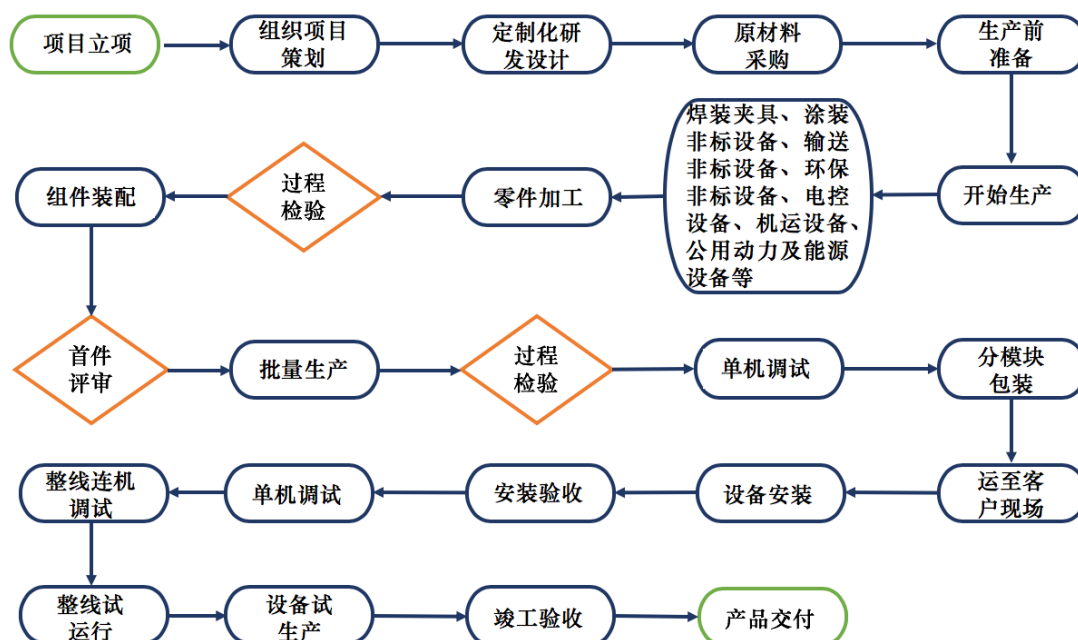 项目立项
组织项目
策划
定制化研
发设计
原材料
采购
生产前
准备
焊装夹具、涂装
非标设备、输送
非标设备、环保
非标设备、电控
设备、机运设备、
公用动力及能源
设备等
开始生产
零件加工
过程
检验
组件装配
首件
评审
批量生产
过程
检验
单机调试
分模块
包装
运至客
户现场
设备安装
安装验收
单机调试
整线连机
调试
整线试
运行
设备试
生产
竣工验收
产品交付